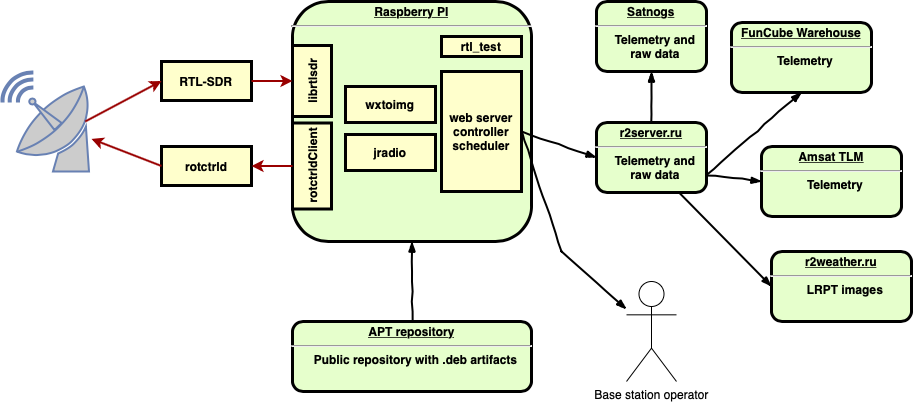 Raspberry PI
rtl_test
librtlsdr
wxtoimg
web server
controller
scheduler
jradio
rotctrldClient
RTL-SDR
rotctrld
Satnogs
Telemetry and
raw data
FunCube Warehouse
Telemetry
r2server.ru
Telemetry and
raw data
Amsat TLM
Telemetry
r2weather.ru
LRPT images
APT repository
Public repository with .deb artifacts
Base station operator